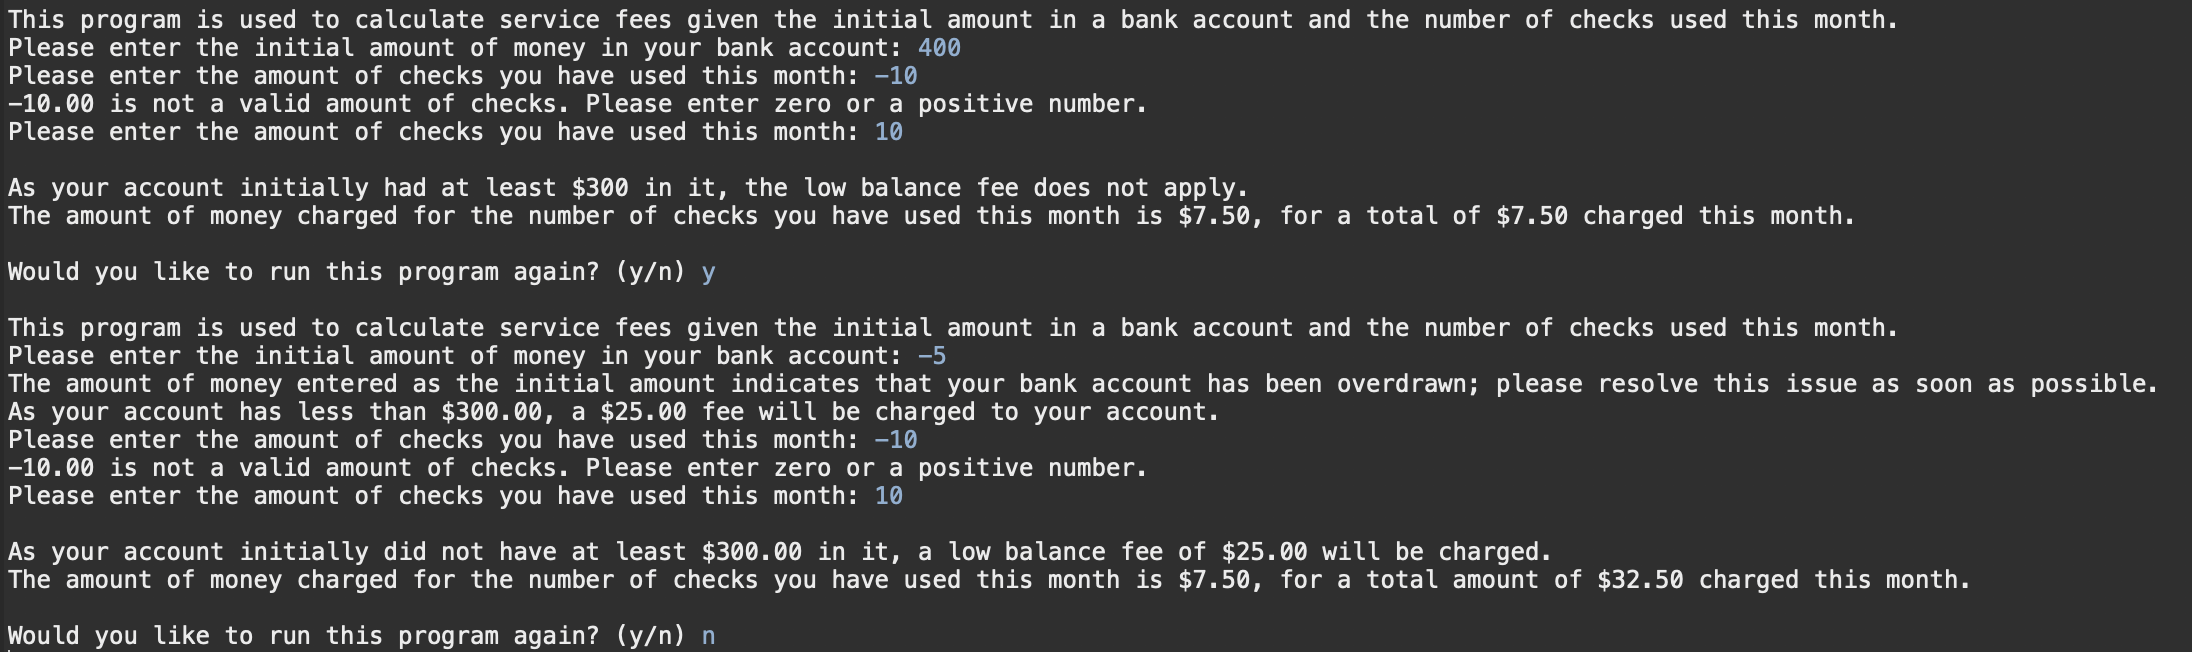 This program is used to calculate service fees given the initial amount in a bank account and the number of checks used this month.
Please enter the initial amount of money in your bank account: 400
Please enter the amount of checks you have used this month: -10
-10.00 is not a valid amount of checks. Please enter zero or a positive number.
Please enter the amount of checks you have used this month: 10

As your account initially had at least $300 in it, the low balance fee does not apply.
The amount of money charged for the number of checks you have used this month is $7.50, for a total of $7.50 charged this month.

Would you like to run this program again? (y/n) y

This program is used to calculate service fees given the initial amount in a bank account and the number of checks used this month.
Please enter the initial amount of money in your bank account: -5
The amount of money entered as the initial amount indicates that your bank account has been overdrawn; please resolve this issue as soon as possible.
As your account has less than $300.00, a $25.00 fee will be charged to your account.
Please enter the amount of checks you have used this month: -10
-10.00 is not a valid amount of checks. Please enter zero or a positive number.
Please enter the amount of checks you have used this month: 10

As your account initially did not have at least $300.00 in it, a low balance fee of $25.00 will be charged.
The amount of money charged for the number of checks you have used this month is $7.50, for a total amount of $32.50 charged this month.

Would you like to run this program again? (y/n) n